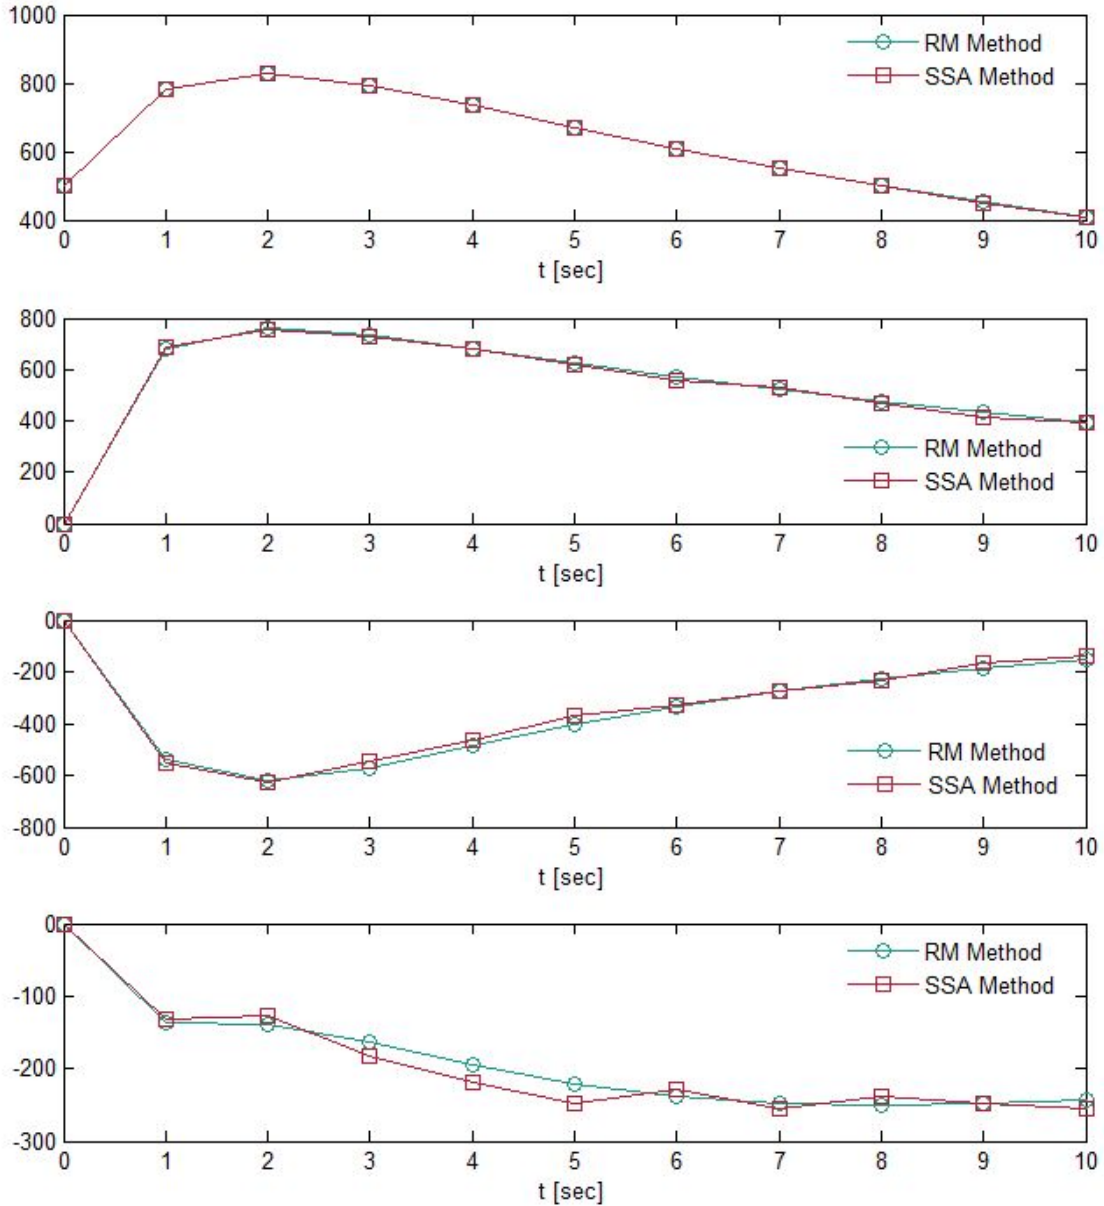 1000
RM Method
800
SSA Method
600
400
0 1 2 3 4 5 6 7 8 9 10
t [sec]
800
600
400
RM Method
200
SSA Method
0
0 1 2 3 4 5 6 7 8 9 10
t [sec]
0
-200
-400
RM Method
-600
SSA Method
-800
0 1 2 3 4 5 6 7 8 9 10
t [sec]
0
RM Method
SSA Method
-100
-200
-300
0 1 2 3 4 5 6 7 8 9 10
t [sec]